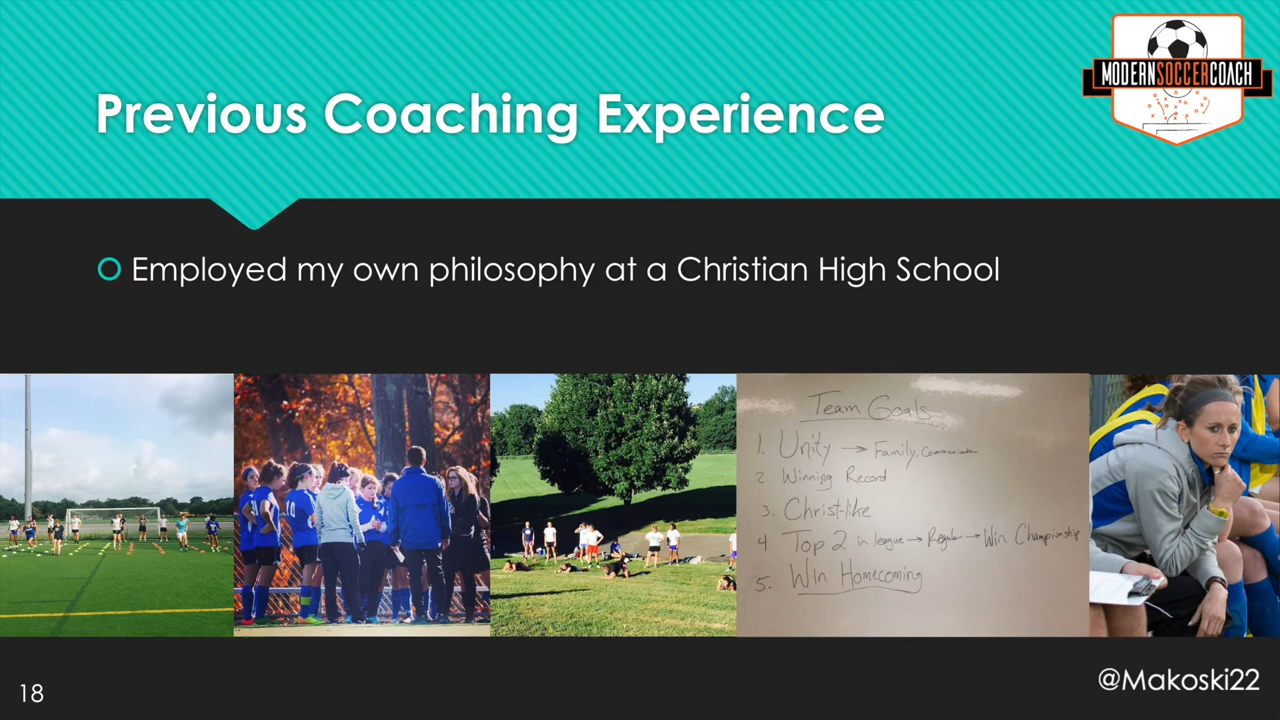 MODERNSOCCERCOACH
Previous Coaching Experience
Employed my own philosophy at a Christian High School
Team Goals
1. Unity → Family, Communicate
2 Winning Record
3. Christ-like
4. Top 2 in league → Regular → Win Championship
5. Win Homecoming
18
@Makoski22